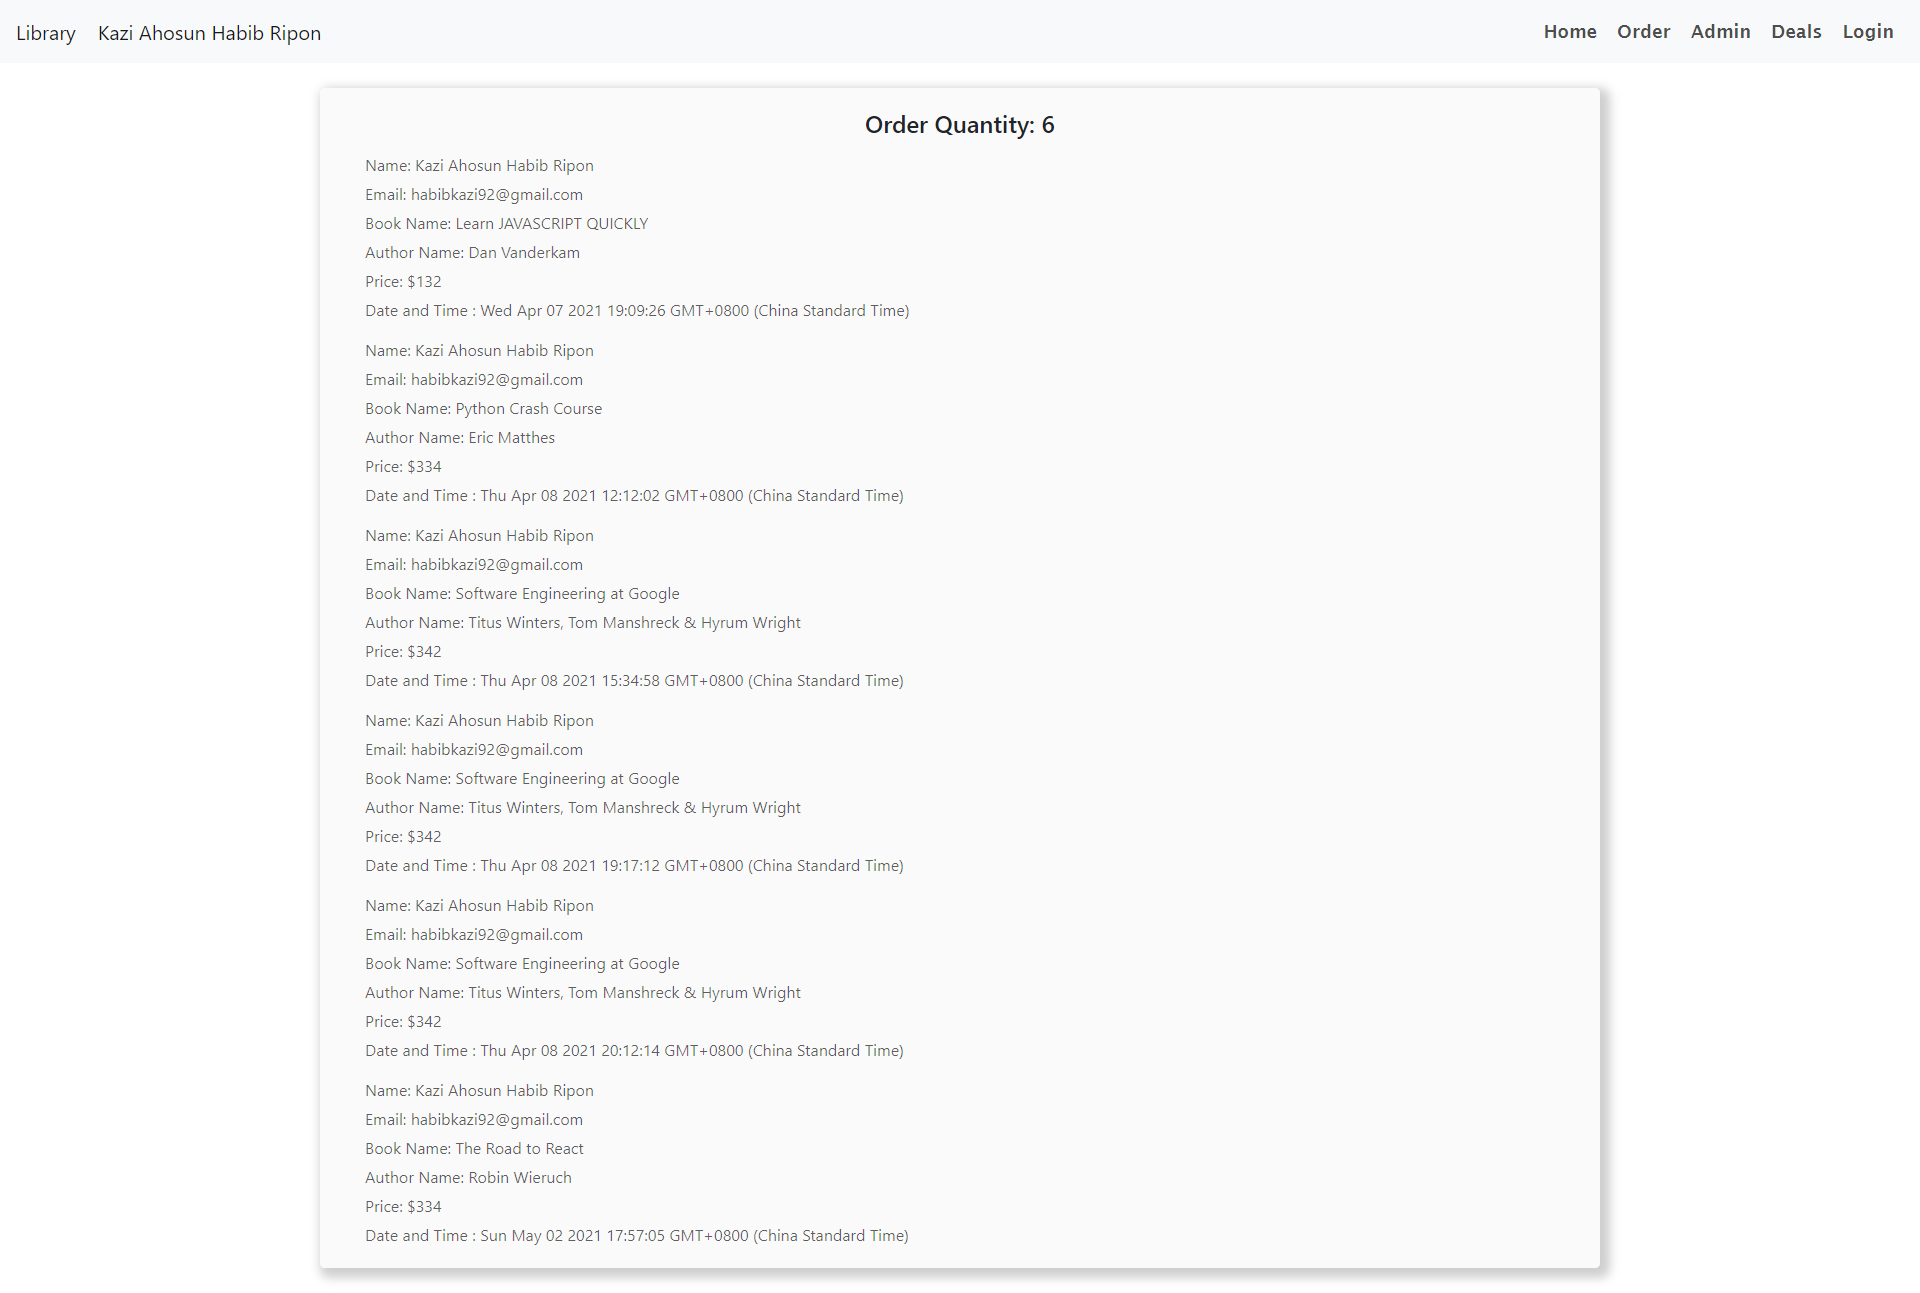 Library Kazi Ahosun Habib Ripon Home Order Admin Deals Login
Order Quantity: 6
Name: Kazi Ahosun Habib Ripon
Email: habibkazi92@gmail.com
Book Name: Learn JAVASCRIPT QUICKLY
Author Name: Dan Vanderkam
Price: $132
Date and Time : Wed Apr 07 2021 19:09:26 GMT+0800 (China Standard Time)
Name: Kazi Ahosun Habib Ripon
Email: habibkazi92@gmail.com
Book Name: Python Crash Course
Author Name: Eric Matthes
Price: $334
Date and Time : Thu Apr 08 2021 12:12:02 GMT+0800 (China Standard Time)
Name: Kazi Ahosun Habib Ripon
Email: habibkazi92@gmail.com
Book Name: Software Engineering at Google
Author Name: Titus Winters, Tom Manshreck & Hyrum Wright
Price: $342
Date and Time : Thu Apr 08 2021 15:34:58 GMT+0800 (China Standard Time)
Name: Kazi Ahosun Habib Ripon
Email: habibkazi92@gmail.com
Book Name: Software Engineering at Google
Author Name: Titus Winters, Tom Manshreck & Hyrum Wright
Price: $342
Date and Time : Thu Apr 08 2021 19:17:12 GMT+0800 (China Standard Time)
Name: Kazi Ahosun Habib Ripon
Email: habibkazi92@gmail.com
Book Name: Software Engineering at Google
Author Name: Titus Winters, Tom Manshreck & Hyrum Wright
Price: $342
Date and Time : Thu Apr 08 2021 20:12:14 GMT+0800 (China Standard Time)
Name: Kazi Ahosun Habib Ripon
Email: habibkazi92@gmail.com
Book Name: The Road to React
Author Name: Robin Wieruch
Price: $334
Date and Time : Sun May 02 2021 17:57:05 GMT+0800 (China Standard Time)